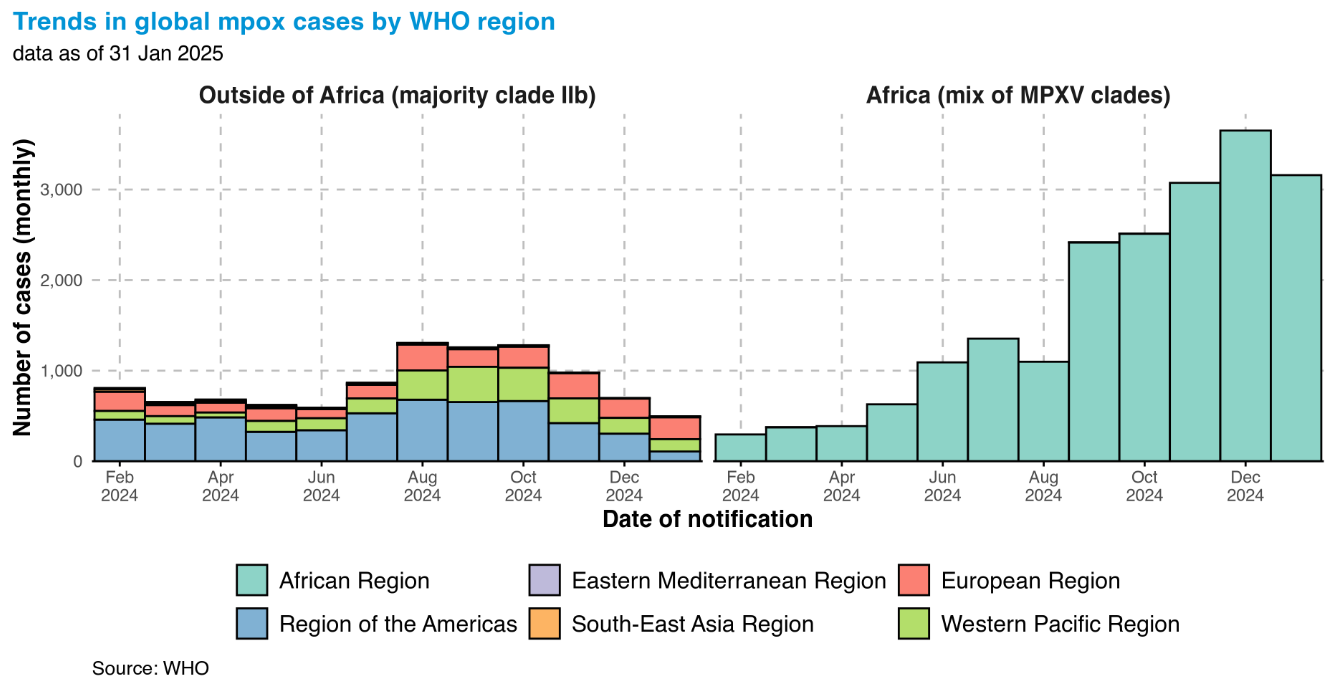 Trends in global mpox cases by WHO region
data as of 31 Jan 2025
Outside of Africa (majority clade IIb)
Africa (mix of MPXV clades)
Number of cases (monthly)
3,000
2,000
1,000
0
Feb
2024
Apr
2024
Jun
2024
Aug
2024
Oct
2024
Dec
2024
Feb
2024
Apr
2024
Jun
2024
Aug
2024
Oct
2024
Dec
2024
Date of notification
African Region
Eastern Mediterranean Region
European Region
Region of the Americas
South-East Asia Region
Western Pacific Region
Source: WHO